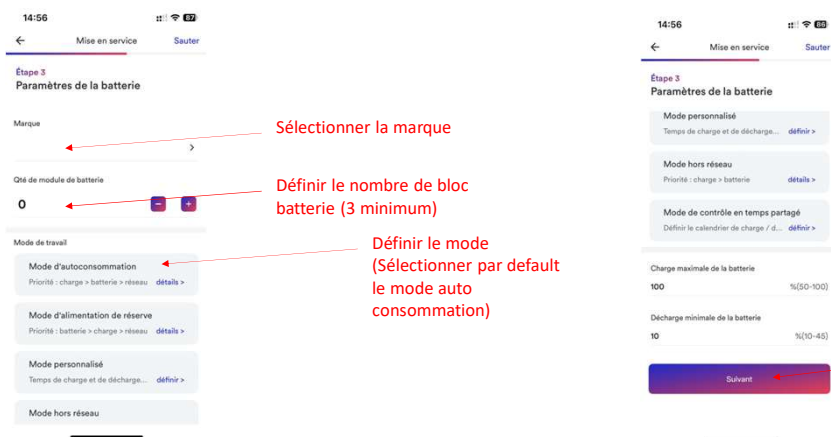 14:56
87
Mise en service
Sauter
Étape 3
Paramètres de la batterie
Marque
Qté de module de batterie
0
Mode de travail
Mode d'autoconsommation
Priorité : charge > batterie > réseau détails >
Mode d'alimentation de réserve
Priorité : batterie > charge > réseau détails >
Mode personnalisé
Temps de charge et de décharge... définir >
Mode hors réseau
Sélectionner la marque
Définir le nombre de bloc
batterie (3 minimum)
Définir le mode
(Sélectionner par default
le mode auto
consommation)
14:56
86
Mise en service
Sauter
Étape 3
Paramètres de la batterie
Mode personnalisé
Temps de charge et de décharge... définir >
Mode hors réseau
Priorité : charge > batterie détails >
Mode de contrôle en temps partagé
Définir le calendrier de charge / d... définir >
Charge maximale de la batterie
100 %(50-100)
Décharge minimale de la batterie
10 %(10-45)
Suivant